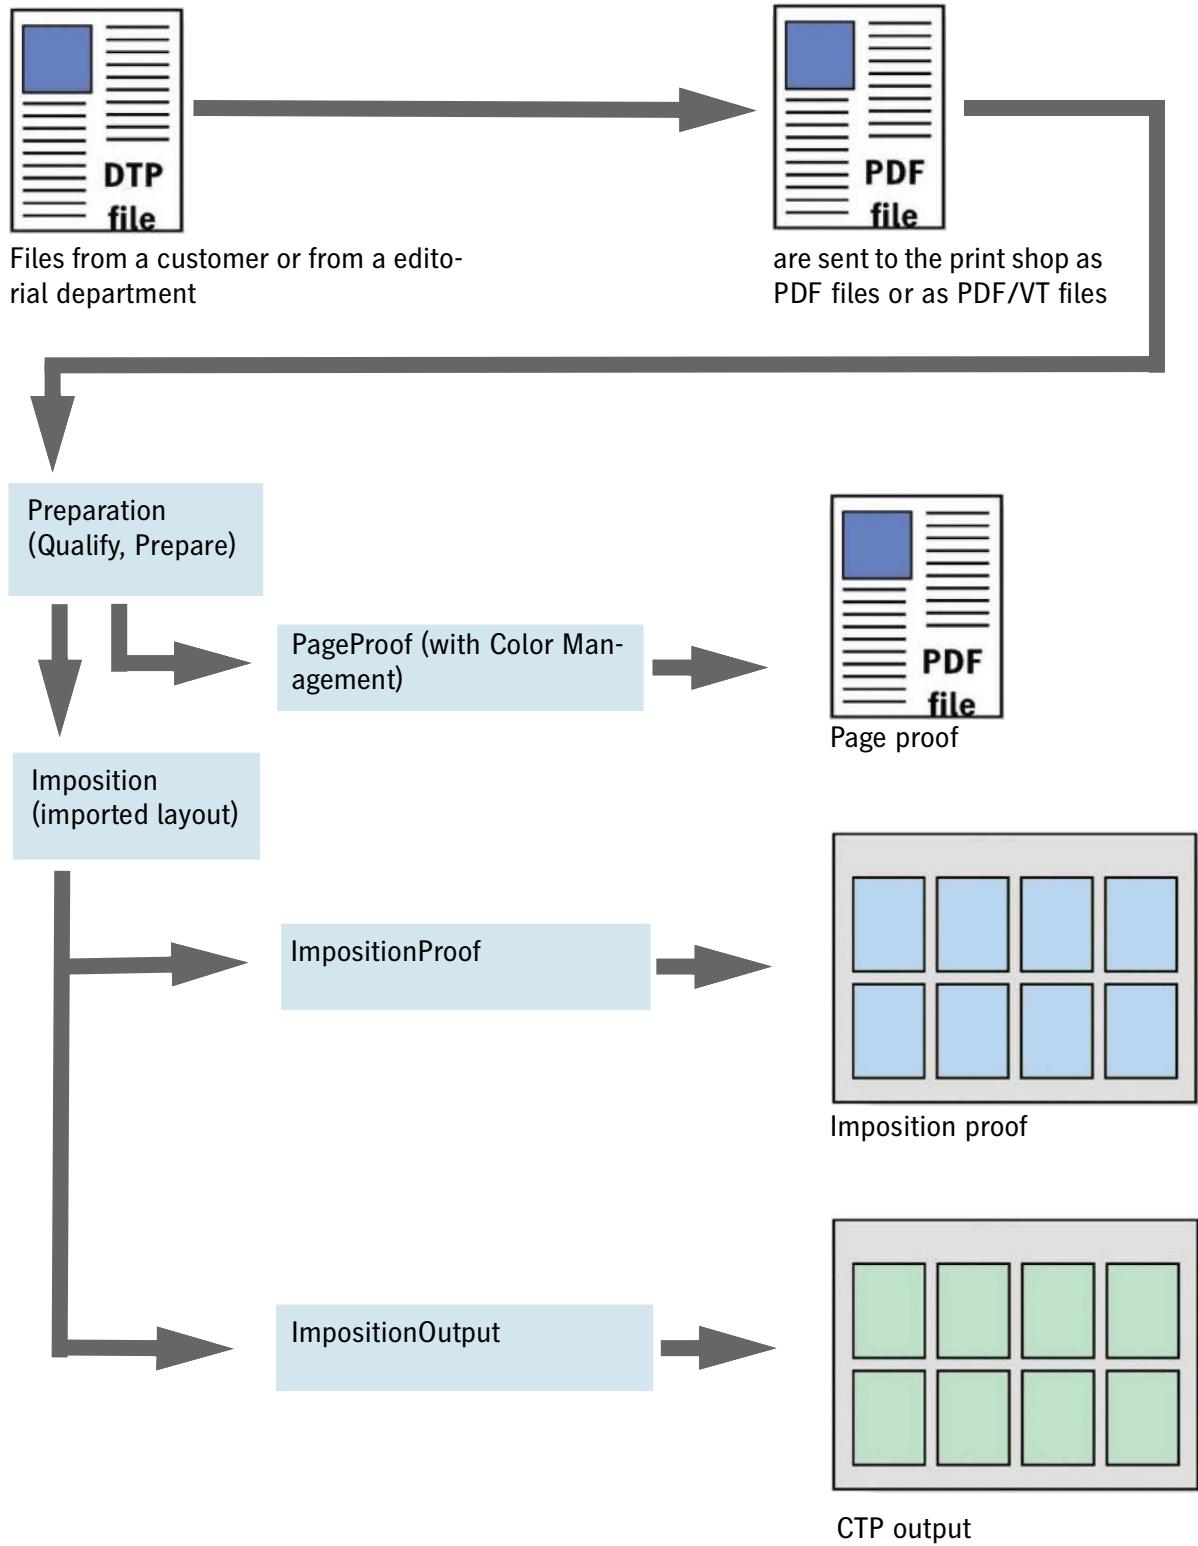 DTP
file
PDF
file
Files from a customer or from a edito-
rial department
are sent to the print shop as
PDF files or as PDF/VT files
Preparation
(Qualify, Prepare)
PageProof (with Color Man-
agement)
PDF
file
Page proof
Imposition
(imported layout)
ImpositionProof
Imposition proof
ImpositionOutput
CTP output